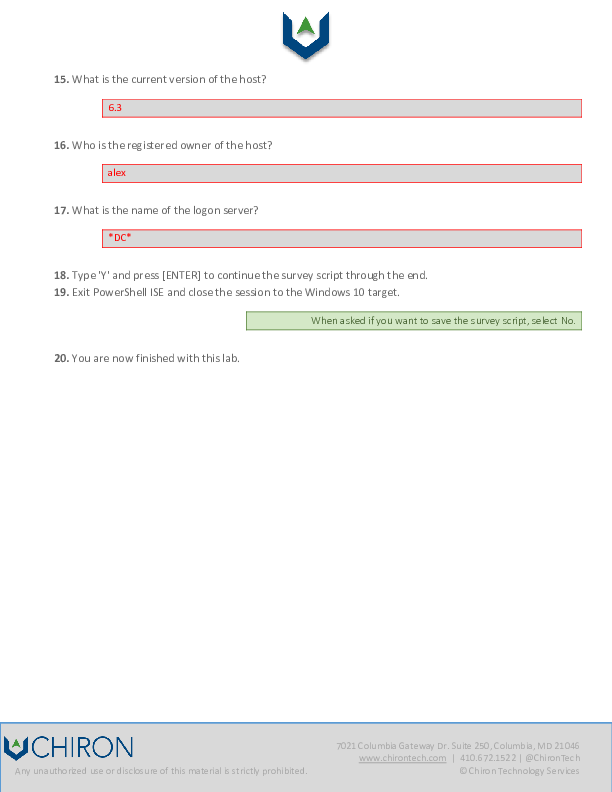 15. What is the current version of the host?
6.3
16. Who is the registered owner of the host?
alex
17. What is the name of the logon server?
*DC*
18. Type 'Y' and press [ENTER] to continue the survey script through the end.
19. Exit PowerShell ISE and close the session to the Windows 10 target.
When asked if you want to save the survey script, select No.
20. You are now finished with this lab.
CHIRON
Any unauthorized use or disclosure of this material is strictly prohibited.
7021 Columbia Gateway Dr. Suite 250, Columbia, MD 21046
www.chirontech.com | 410.672.1522 | @ChironTech
© Chiron Technology Services